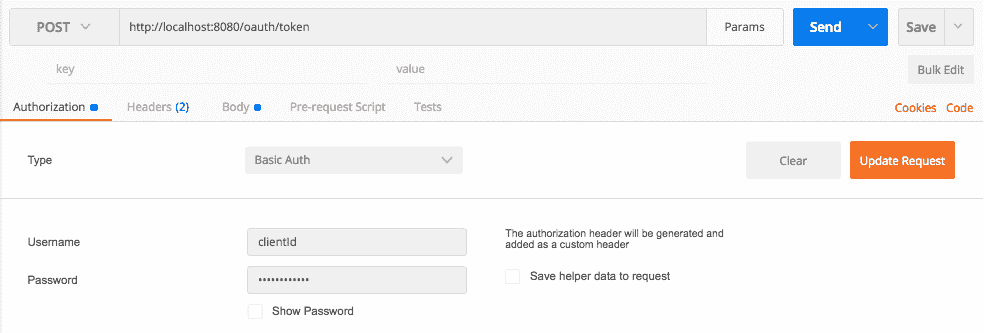 POST http://localhost:8080/oauth/token Params Send Save
key value Bulk Edit
Authorization Headers (2) Body Pre-request Script Tests Cookies Code
Type Basic Auth Clear Update Request
Username clientId The authorization header will be generated and
added as a custom header
Password •••••••••••• Save helper data to request
Show Password